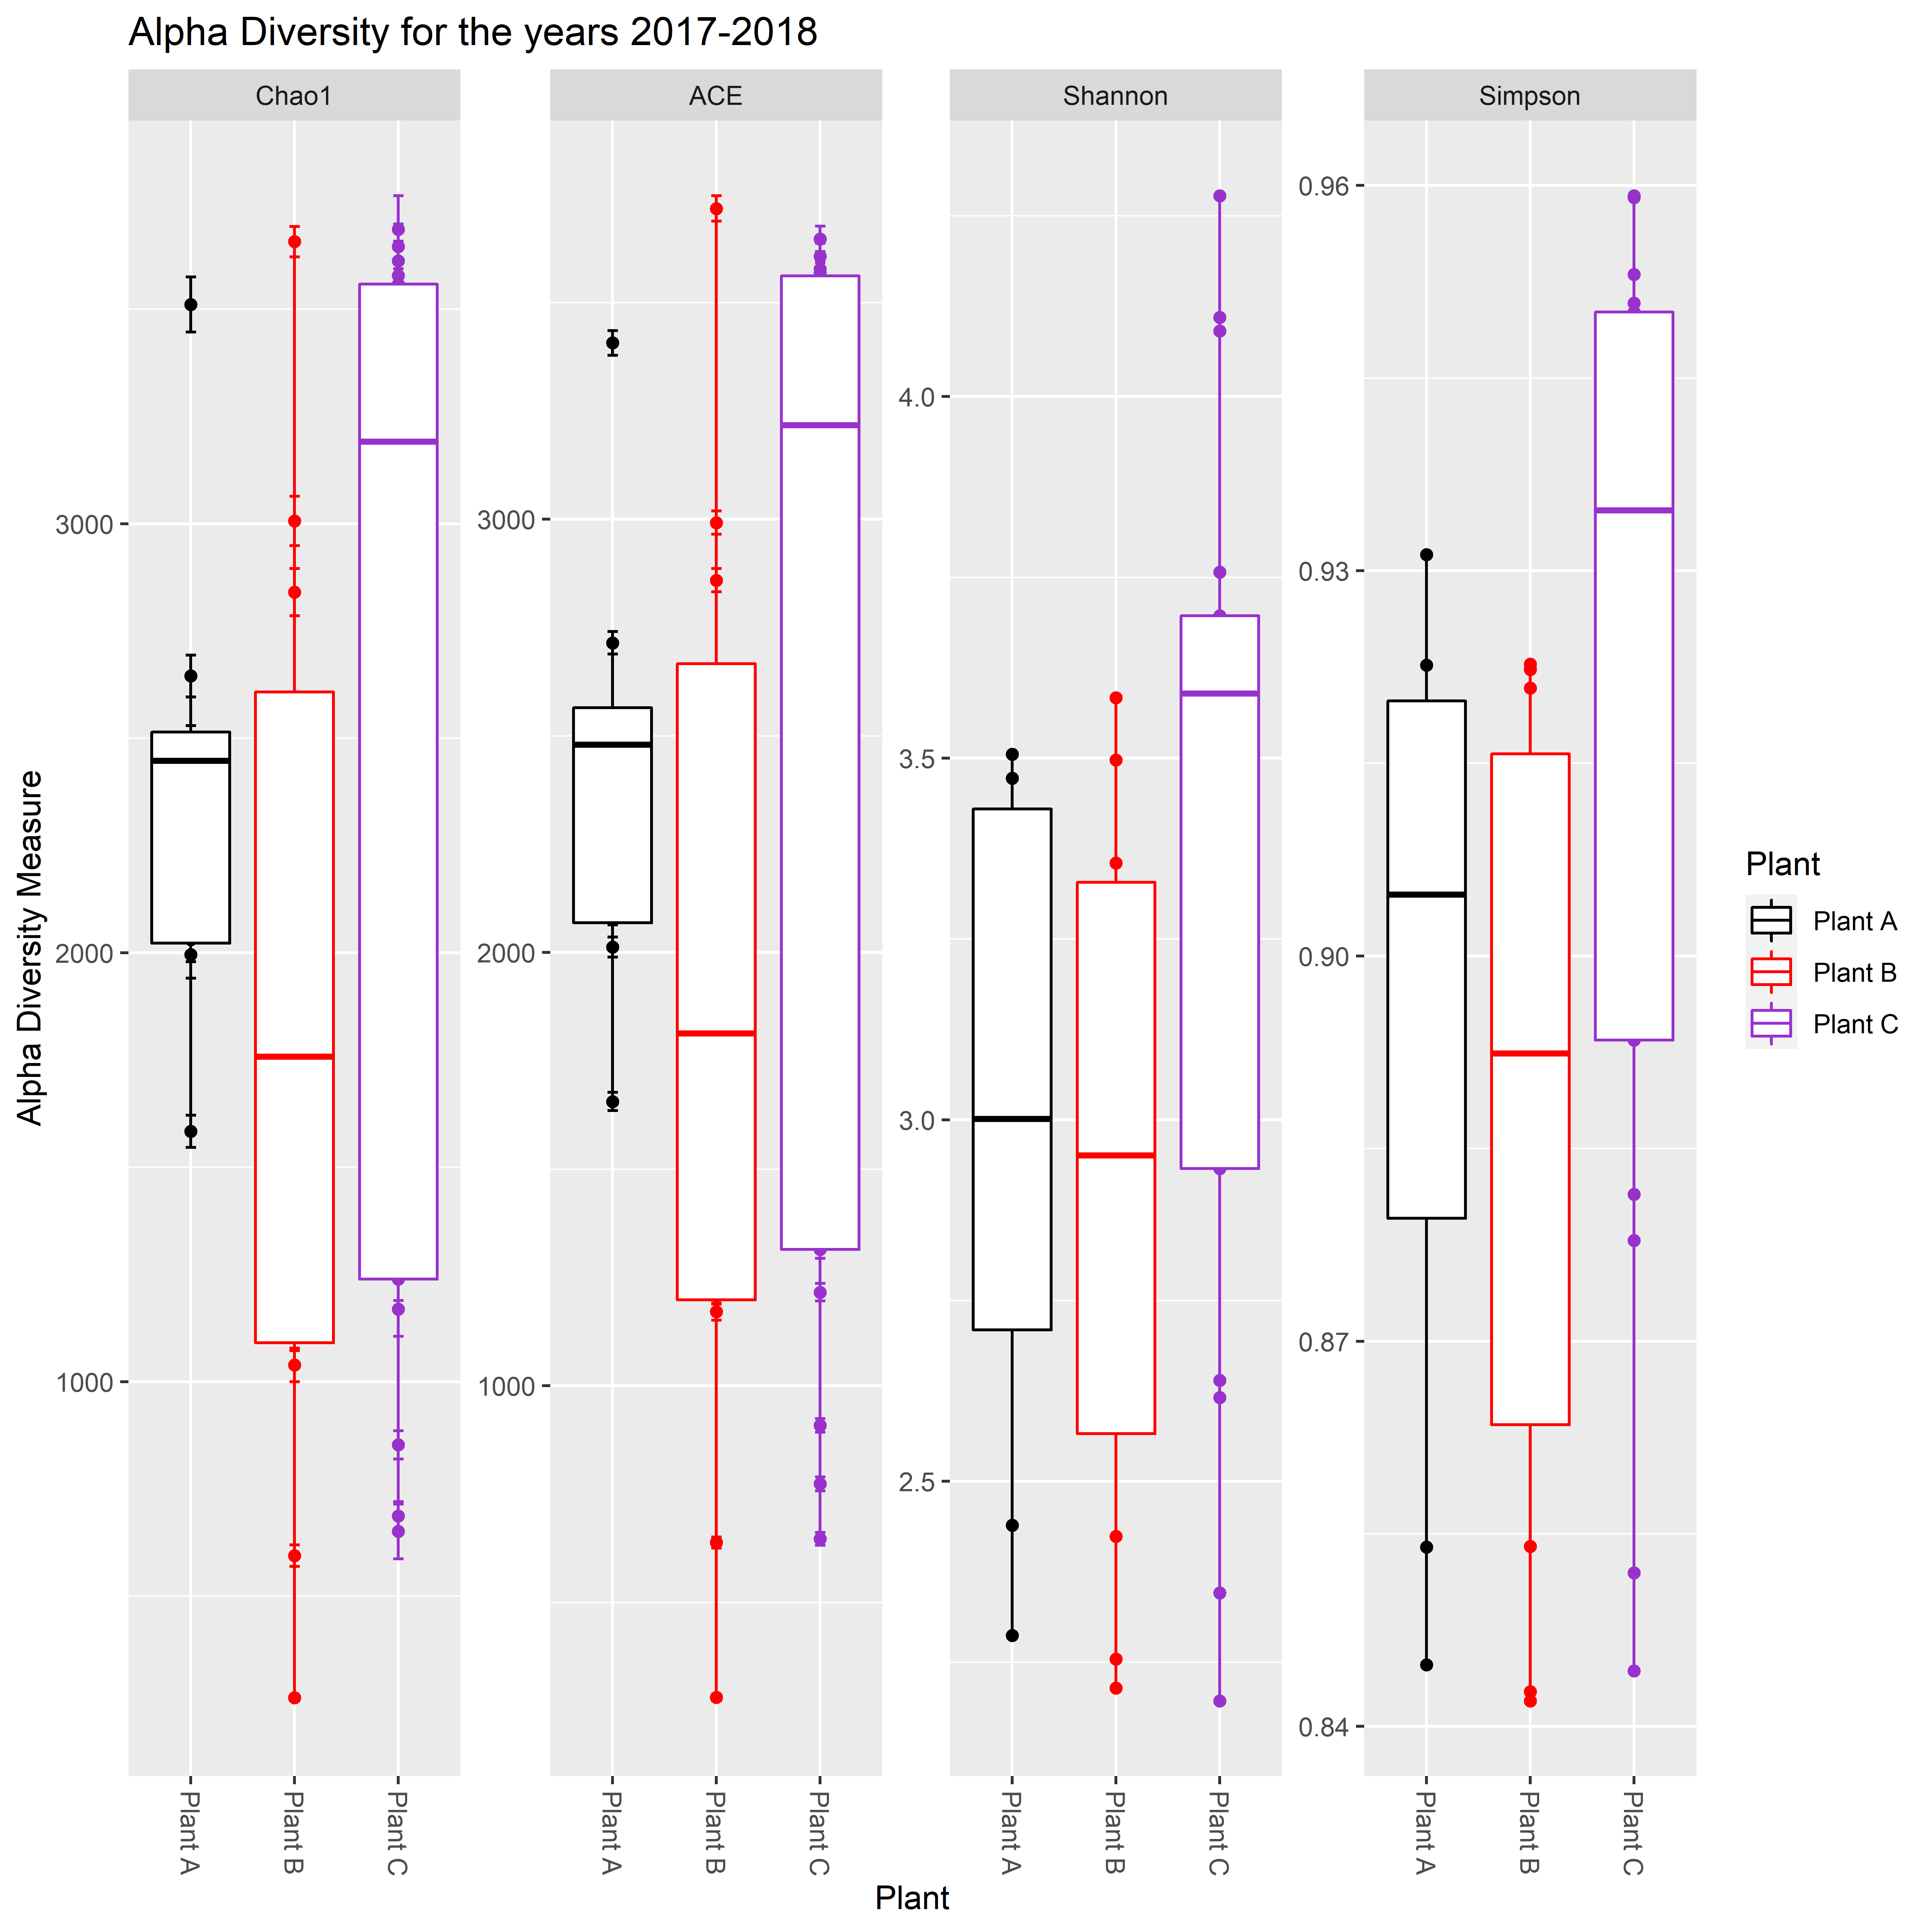 Alpha Diversity for the years 2017-2018
Chao1
ACE
Shannon
Simpson
Alpha Diversity Measure
3000
2000
1000
3000
2000
1000
4.0
3.5
3.0
2.5
0.96
0.93
0.90
0.87
0.84
Plant A
Plant B
Plant C
Plant A
Plant B
Plant C
Plant A
Plant B
Plant C
Plant A
Plant B
Plant C
Plant
Plant
Plant A
Plant B
Plant C